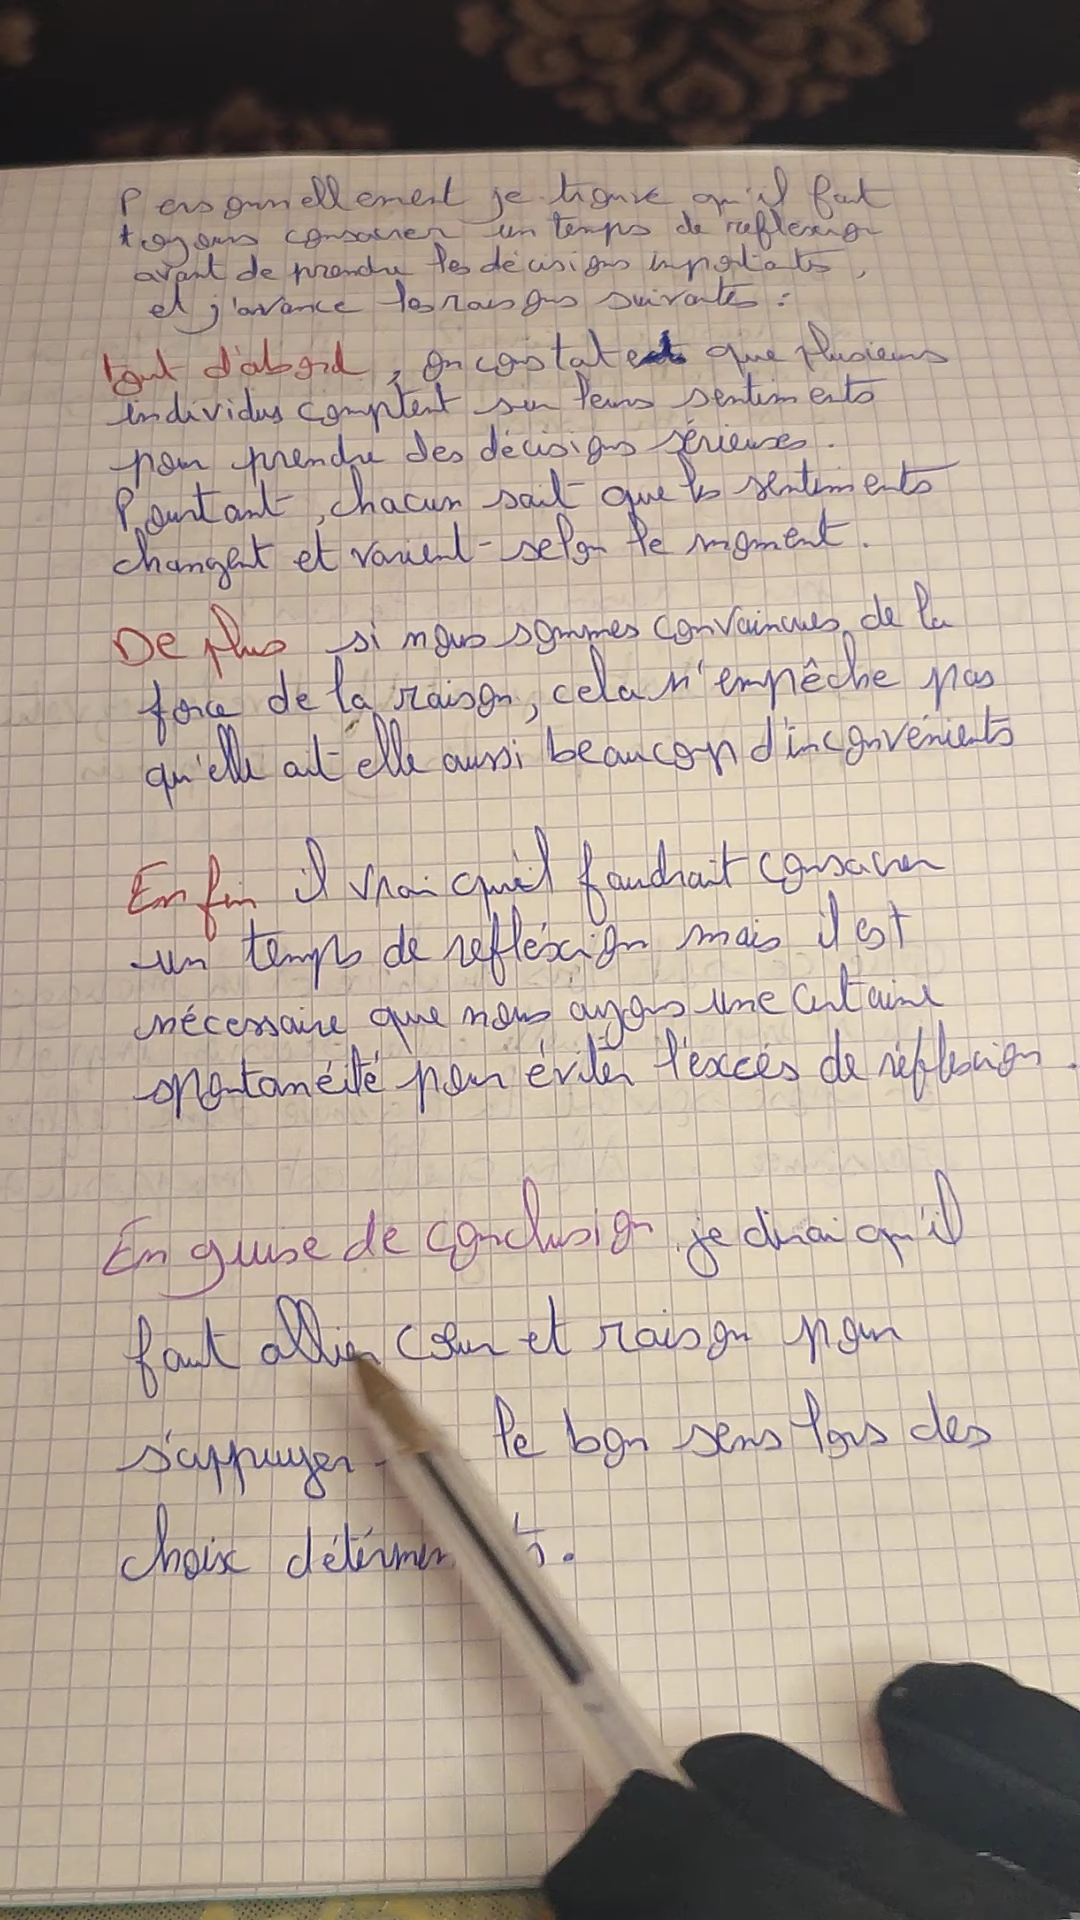 Personnellement je trouve qu'il faut
toujours consacrer un temps de réflexion
avant de prendre les décisions importants,
et j'avance les raisons suivantes :
tout d'abord, on constate que plusieurs
individus comptent sur leurs sentiments
pour prendre des décisions sérieuses.
Pourtant, chacun sait que les sentiments
changent et varient selon le moment.
De plus si nous sommes convaincues de la
force de la raison, cela n'empêche pas
qu'elle ait elle aussi beaucoup d'inconvénients
En fin il vrai qu'il faudrait consacrer
un temps de refléxion mais il est
nécessaire que nous ayons une certaine
spontanéité pour éviter l'excés de réflexion.
En guise de conclusion je dirai qu'il
faut allier cœur et raison pour
s'appuyer le bon sens lors des
choix